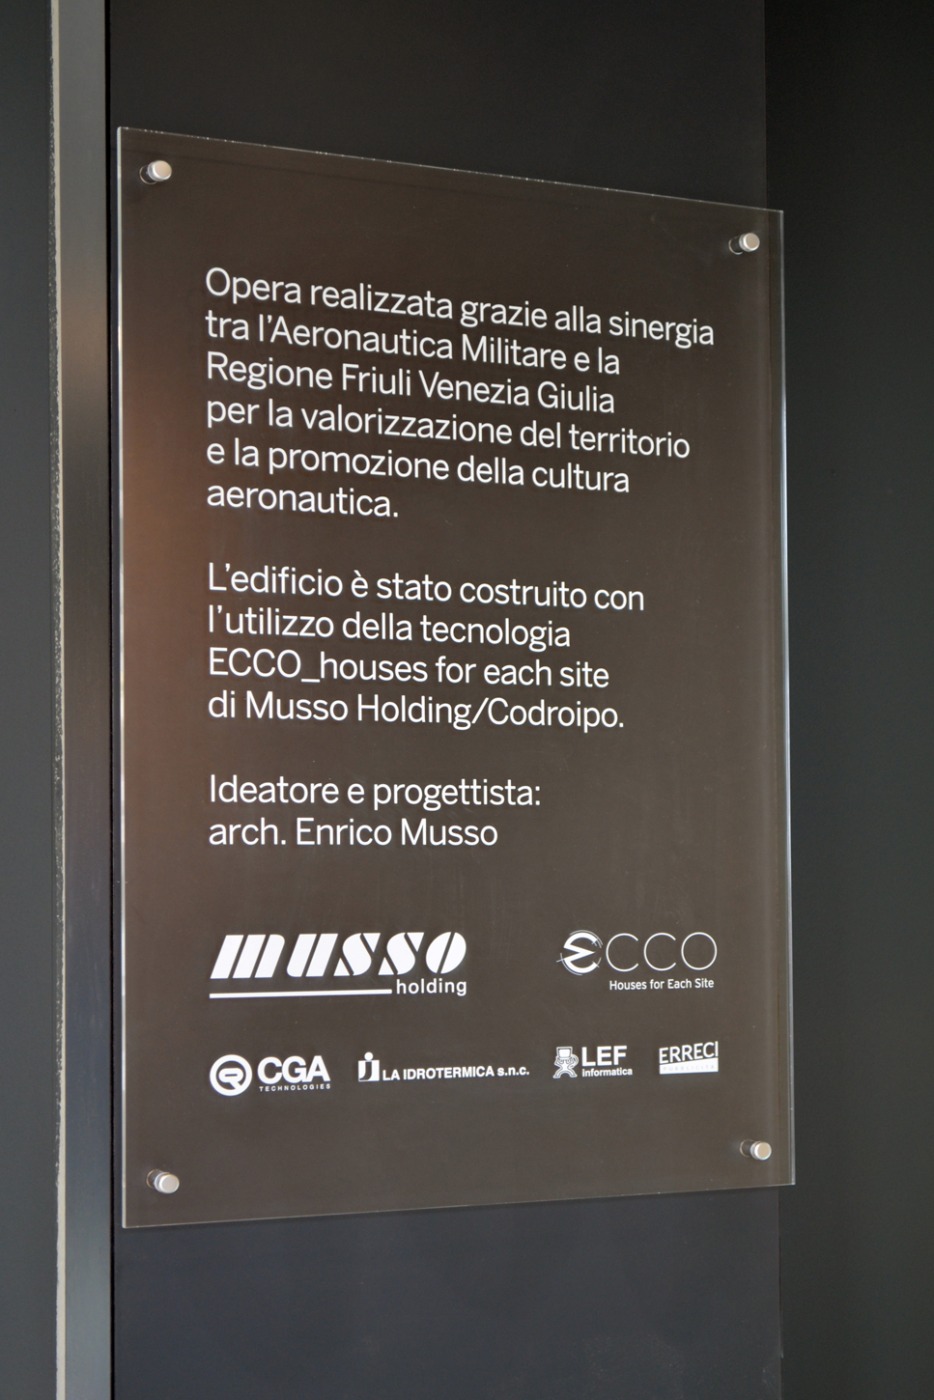 Opera realizzata grazie alla sinergia
tra l'Aeronautica Militare e la
Regione Friuli Venezia Giulia
per la valorizzazione del territorio
e la promozione della cultura
aeronautica.
L'edificio è stato costruito con
l'utilizzo della tecnologia
ECCO_houses for each site
di Musso Holding/Codroipo.
Ideatore e progettista:
arch. Enrico Musso
musso
holding
ECCO
Houses for Each Site
CGA
TECHNOLOGIES
LA IDROTERMICA s.n.c.
LEF
informatica
ERRECI